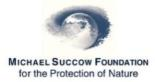 MICHAEL SUCCOW FOUNDATION
for the Protection of Nature